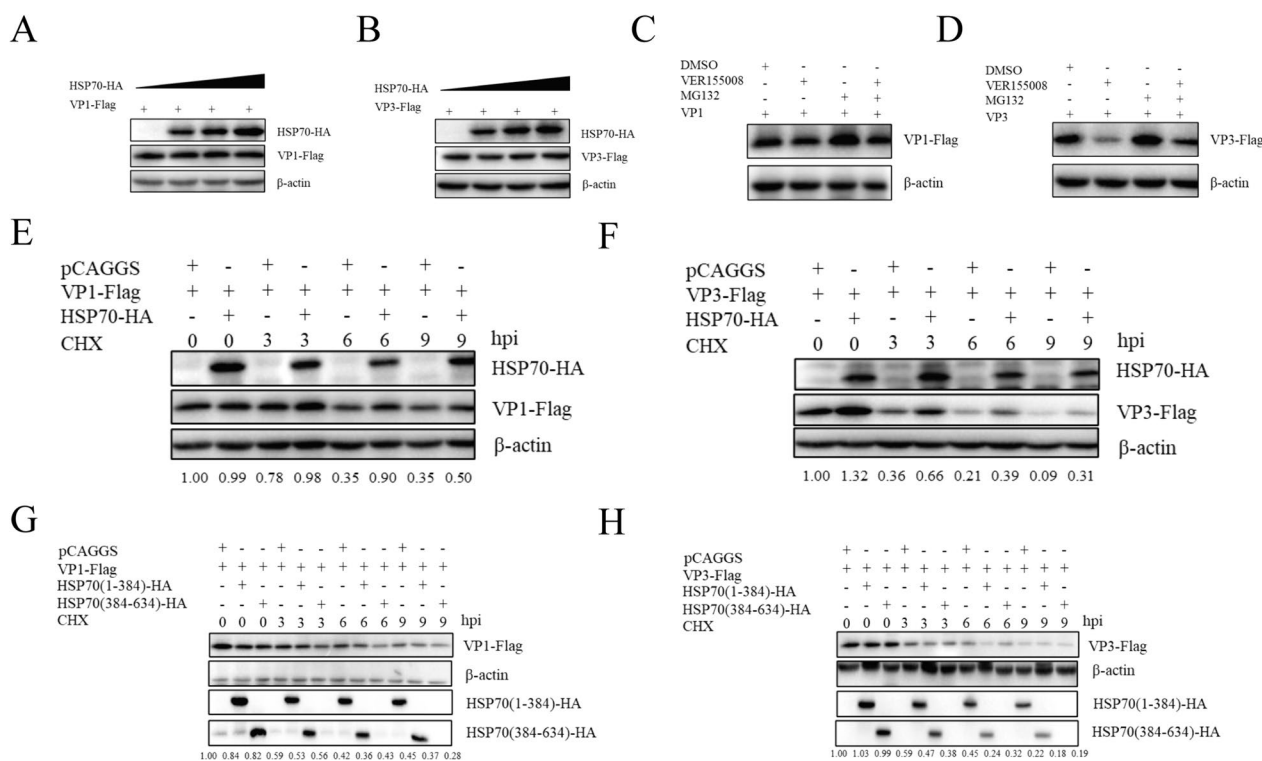 A
HSP70-HA
VP1-Flag + + + +
HSP70-HA
VP1-Flag
β-actin
B
HSP70-HA
VP3-Flag + + + +
HSP70-HA
VP3-Flag
β-actin
C
DMSO + - - -
VER155008 - + - +
MG132 - - + +
VP1 + + + +
VP1-Flag
β-actin
D
DMSO + - - -
VER155008 - + - +
MG132 - - + +
VP3 + + + +
VP3-Flag
β-actin
E
pCAGGS + - + - + - + -
VP1-Flag + + + + + + + +
HSP70-HA - + - + - + - +
CHX 0 0 3 3 6 6 9 9 hpi
HSP70-HA
VP1-Flag
β-actin
1.00 0.99 0.78 0.98 0.35 0.90 0.35 0.50
F
pCAGGS + - + - + - + -
VP3-Flag + + + + + + + +
HSP70-HA - + - + - + - +
CHX 0 0 3 3 6 6 9 9 hpi
HSP70-HA
VP3-Flag
β-actin
1.00 1.32 0.36 0.66 0.21 0.39 0.09 0.31
G
pCAGGS + - - + - - + - - + - -
VP1-Flag + + + + + + + + + + + +
HSP70(1-384)-HA - + - - + - - + - - + -
HSP70(384-634)-HA - - + - - + - - + - - +
CHX 0 0 0 3 3 3 6 6 6 9 9 9 hpi
VP1-Flag
β-actin
HSP70(1-384)-HA
HSP70(384-634)-HA
1.00 0.84 0.82 0.59 0.53 0.56 0.42 0.36 0.43 0.45 0.37 0.28
H
pCAGGS + - - + - - + - - + - -
VP3-Flag + + + + + + + + + + + +
HSP70(1-384)-HA - + - - + - - + - - + -
HSP70(384-634)-HA - - + - - + - - + - - +
CHX 0 0 0 3 3 3 6 6 6 9 9 9 hpi
VP3-Flag
β-actin
HSP70(1-384)-HA
HSP70(384-634)-HA
1.00 1.03 0.99 0.59 0.47 0.38 0.45 0.24 0.32 0.22 0.18 0.19